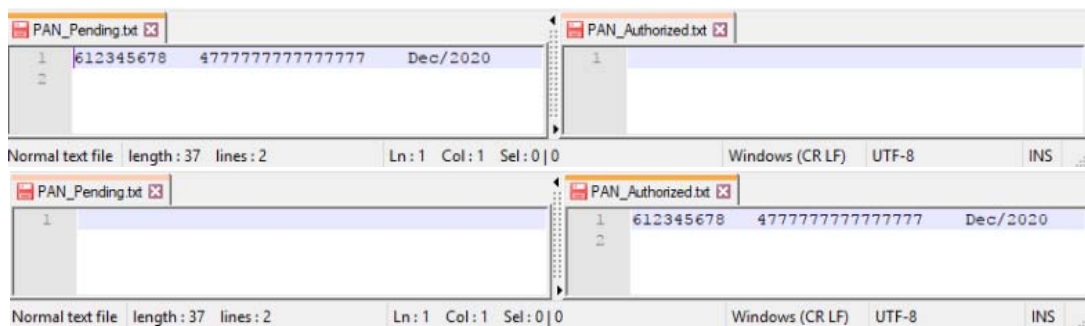 PAN_Pending.txt PAN_Authorized.txt
1 612345678 4777777777777777 Dec/2020 1
2
Normal text file length : 37 lines : 2 Ln : 1 Col : 1 Sel : 0 | 0 Windows (CR LF) UTF-8 INS
PAN_Pending.txt PAN_Authorized.txt
1 1 612345678 4777777777777777 Dec/2020
2
Normal text file length : 37 lines : 2 Ln : 1 Col : 1 Sel : 0 | 0 Windows (CR LF) UTF-8 INS